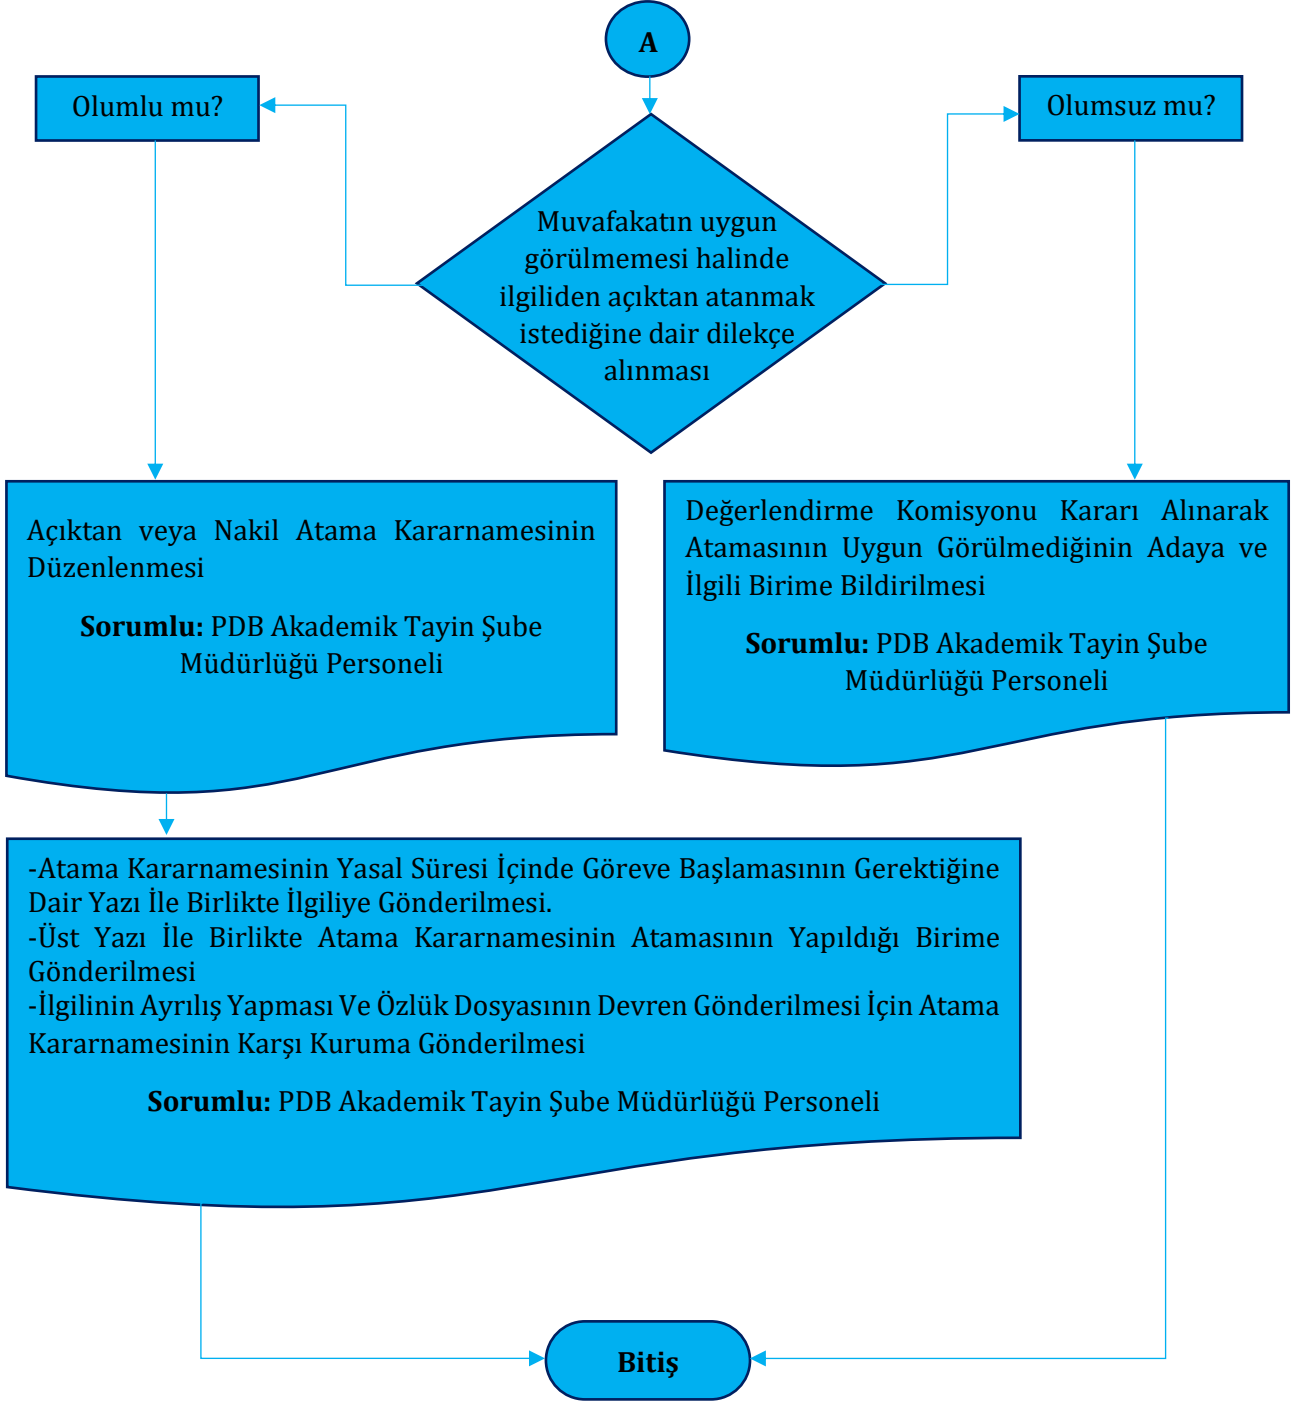 A
Olumlu mu?
Olumsuz mu?
Muvafakatın uygun
görülmemesi halinde
ilgiliden açıktan atanmak
istediğine dair dilekçe
alınması
Açıktan veya Nakil Atama Kararnamesinin
Düzenlenmesi
Sorumlu: PDB Akademik Tayin Şube
Müdürlüğü Personeli
Değerlendirme Komisyonu Kararı Alınarak
Atamasının Uygun Görülmediğinin Adaya ve
İlgili Birime Bildirilmesi
Sorumlu: PDB Akademik Tayin Şube
Müdürlüğü Personeli
-Atama Kararnamesinin Yasal Süresi İçinde Göreve Başlamasının Gerektiğine
Dair Yazı İle Birlikte İlgiliye Gönderilmesi.
-Üst Yazı İle Birlikte Atama Kararnamesinin Atamasının Yapıldığı Birime
Gönderilmesi
-İlgilinin Ayrılış Yapması Ve Özlük Dosyasının Devren Gönderilmesi İçin Atama
Kararnamesinin Karşı Kuruma Gönderilmesi
Sorumlu: PDB Akademik Tayin Şube Müdürlüğü Personeli
Bitiş